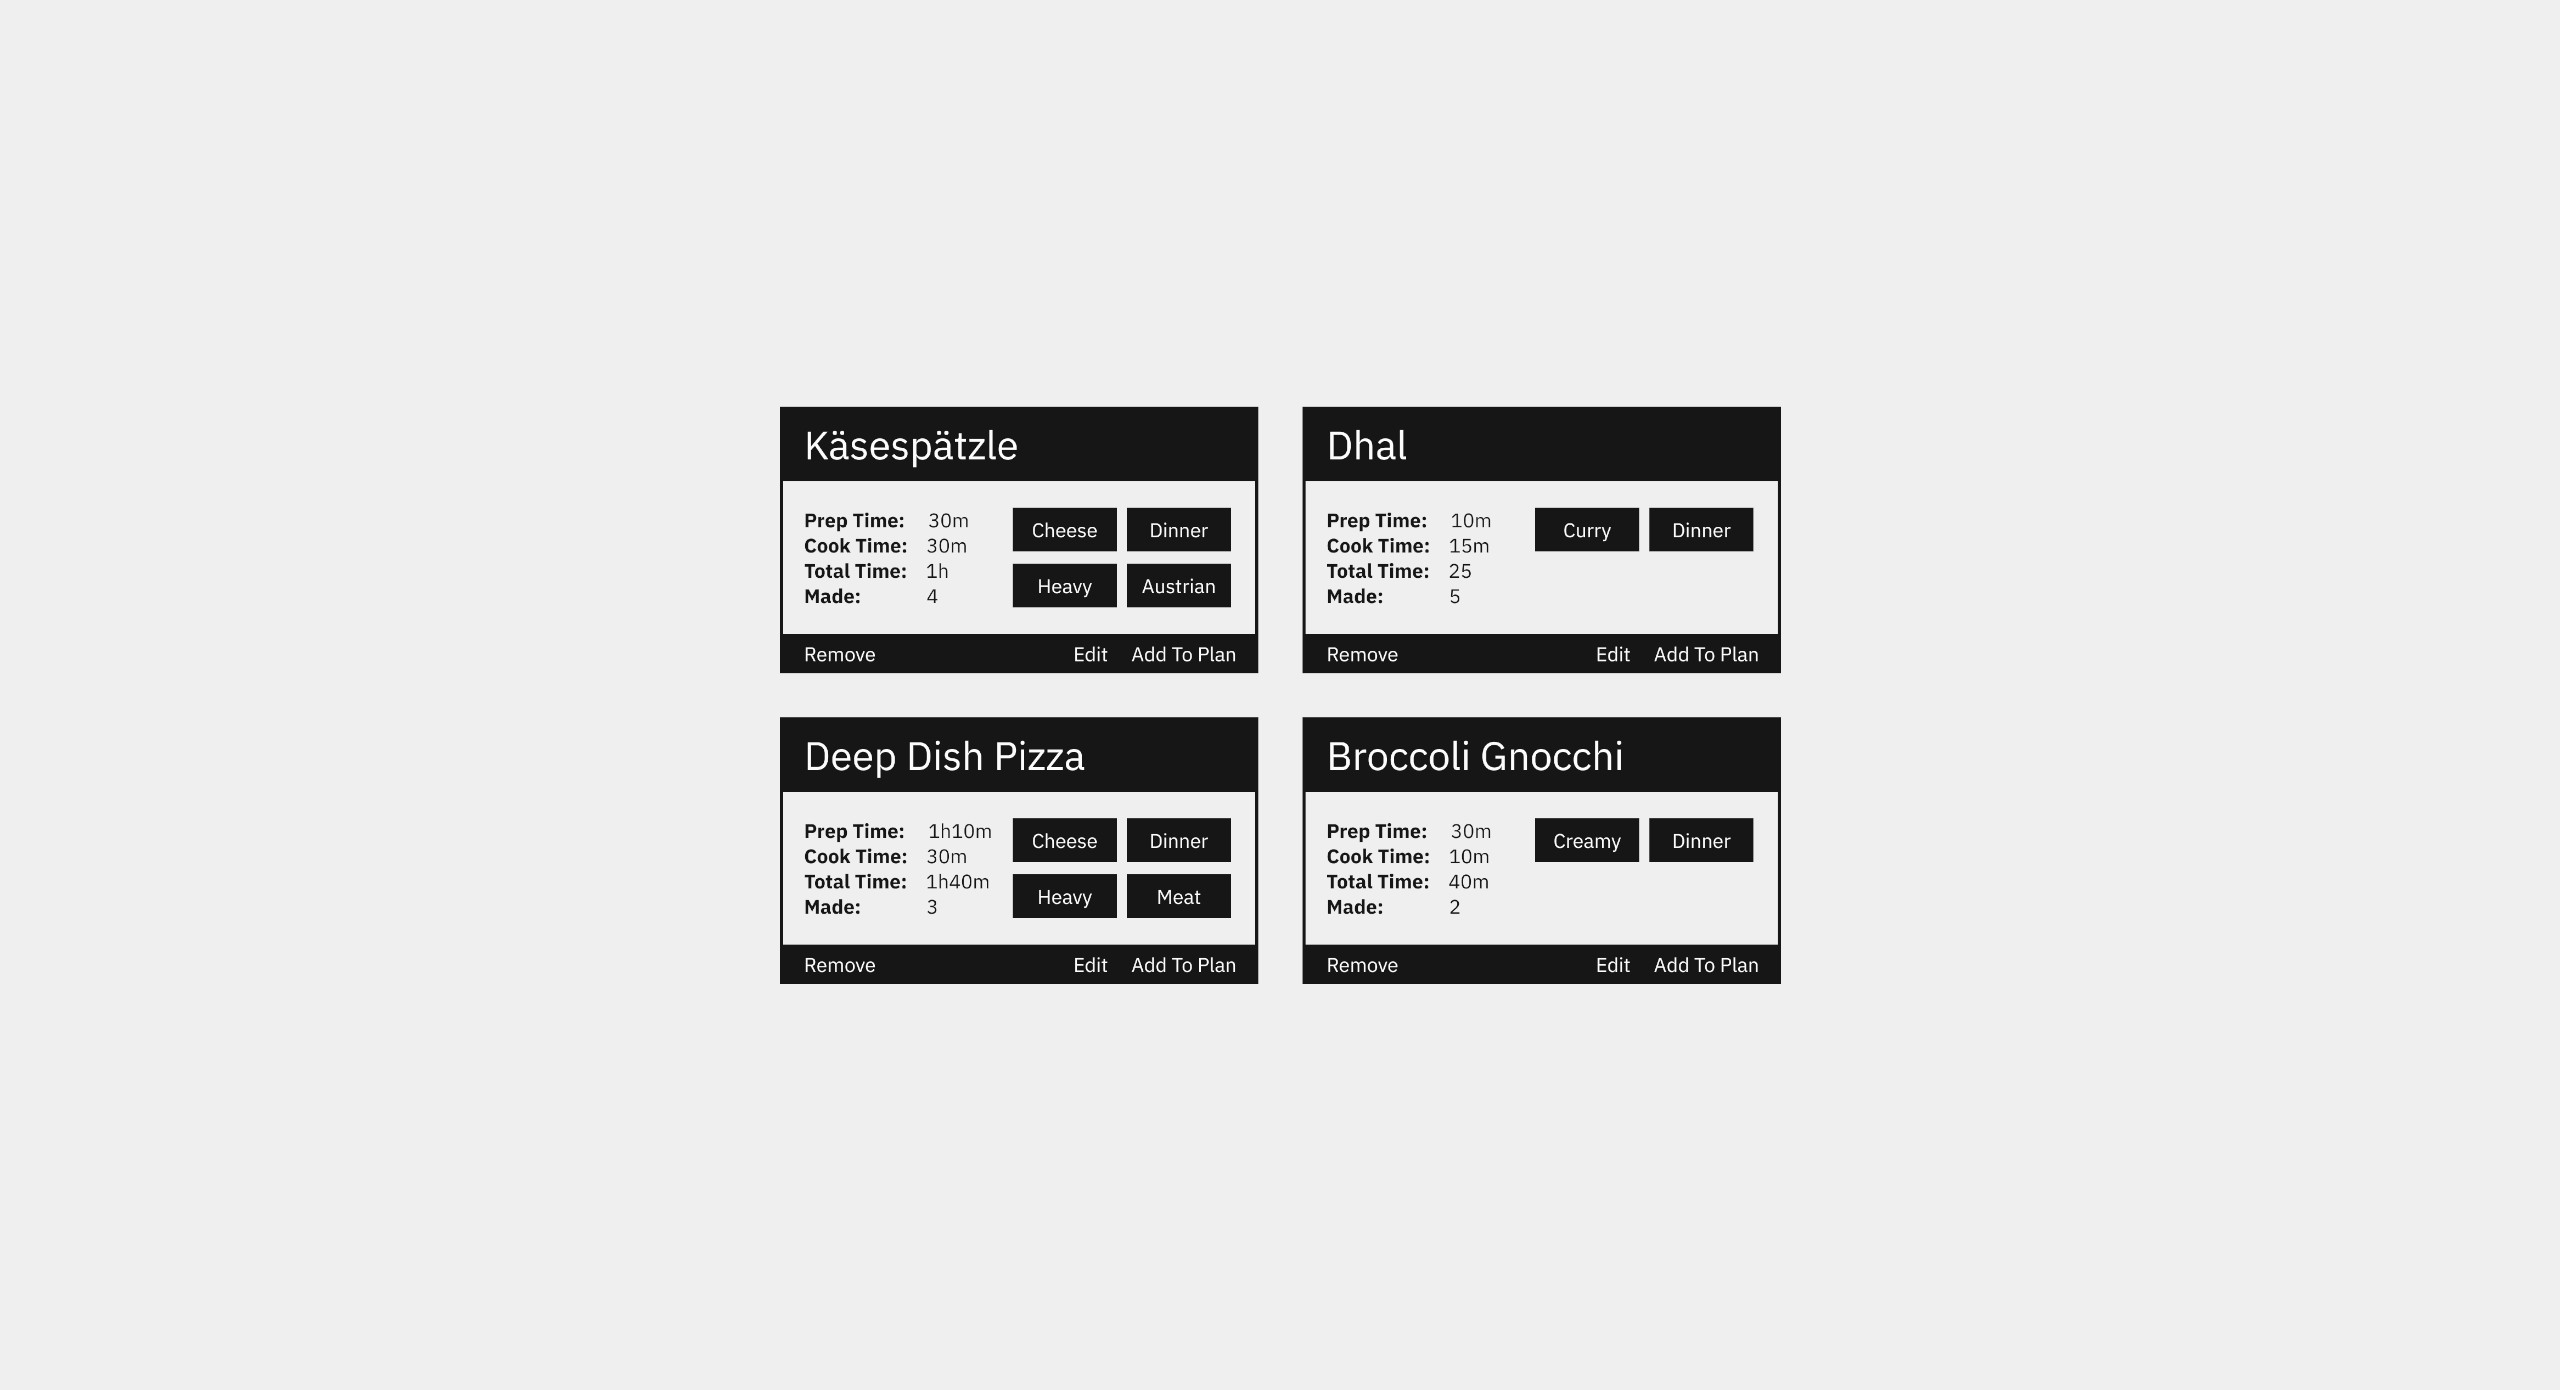 Käsespätzle
Prep Time: 30m
Cook Time: 30m
Total Time: 1h
Made: 4
Cheese Dinner
Heavy Austrian
Remove Edit Add To Plan
Dhal
Prep Time: 10m
Cook Time: 15m
Total Time: 25
Made: 5
Curry Dinner
Remove Edit Add To Plan
Deep Dish Pizza
Prep Time: 1h10m
Cook Time: 30m
Total Time: 1h40m
Made: 3
Cheese Dinner
Heavy Meat
Remove Edit Add To Plan
Broccoli Gnocchi
Prep Time: 30m
Cook Time: 10m
Total Time: 40m
Made: 2
Creamy Dinner
Remove Edit Add To Plan